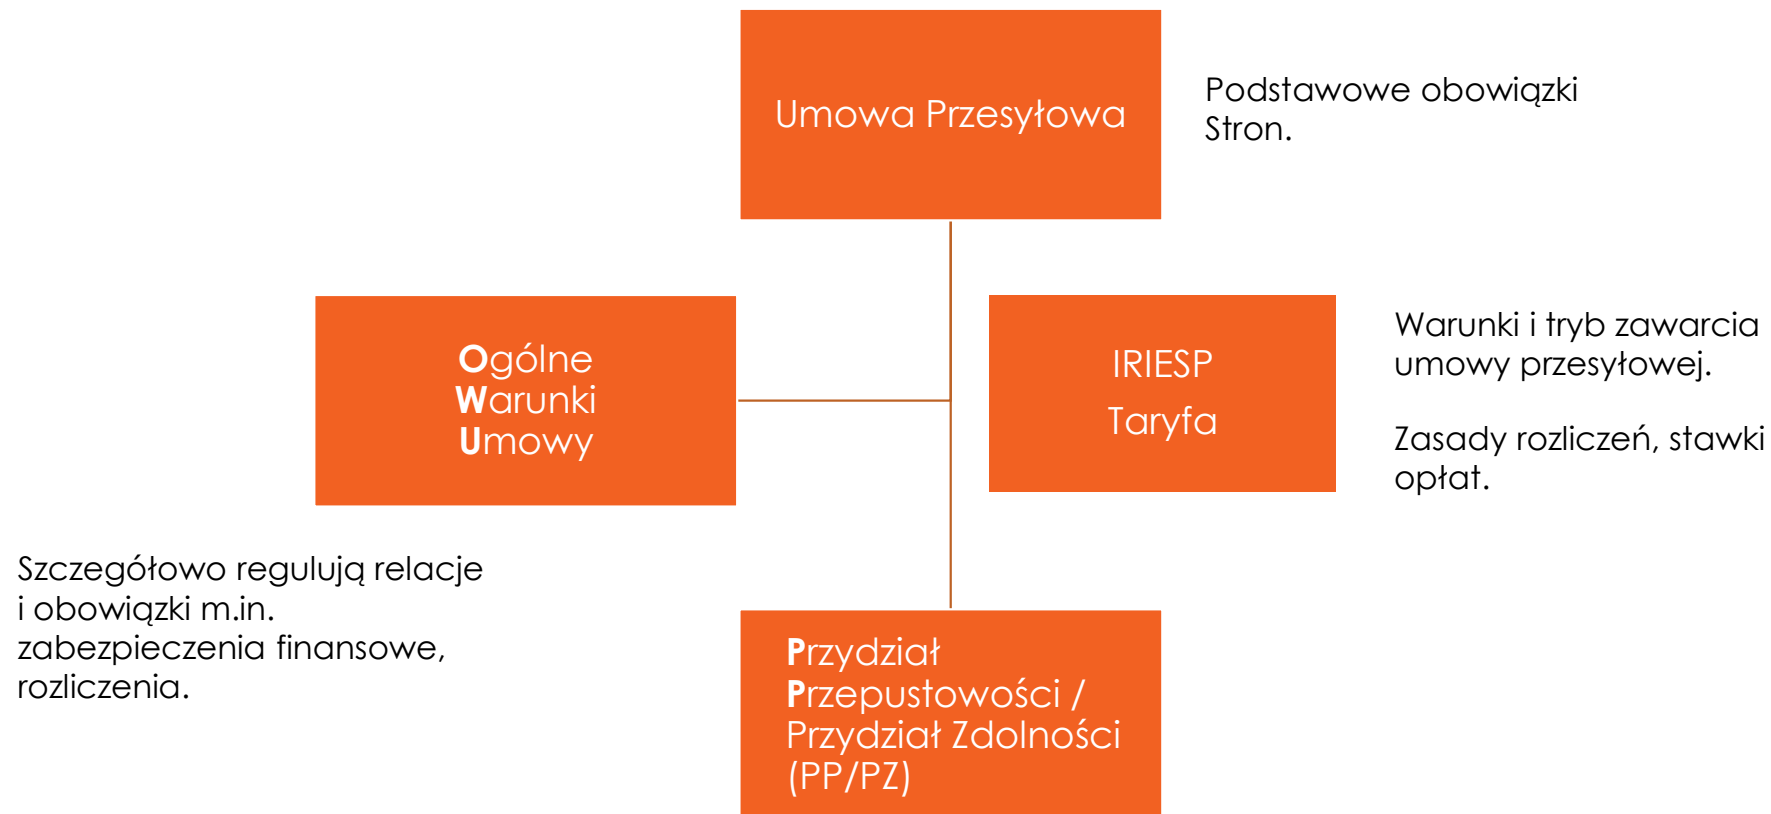 Umowa Przesyłowa
Podstawowe obowiązki
Stron.
Ogólne
Warunki
Umowy
IRIESP
Taryfa
Warunki i tryb zawarcia
umowy przesyłowej.
Zasady rozliczeń, stawki
opłat.
Szczegółowo regulują relacje
i obowiązki m.in.
zabezpieczenia finansowe,
rozliczenia.
Przydział
Przepustowości /
Przydział Zdolności
(PP/PZ)